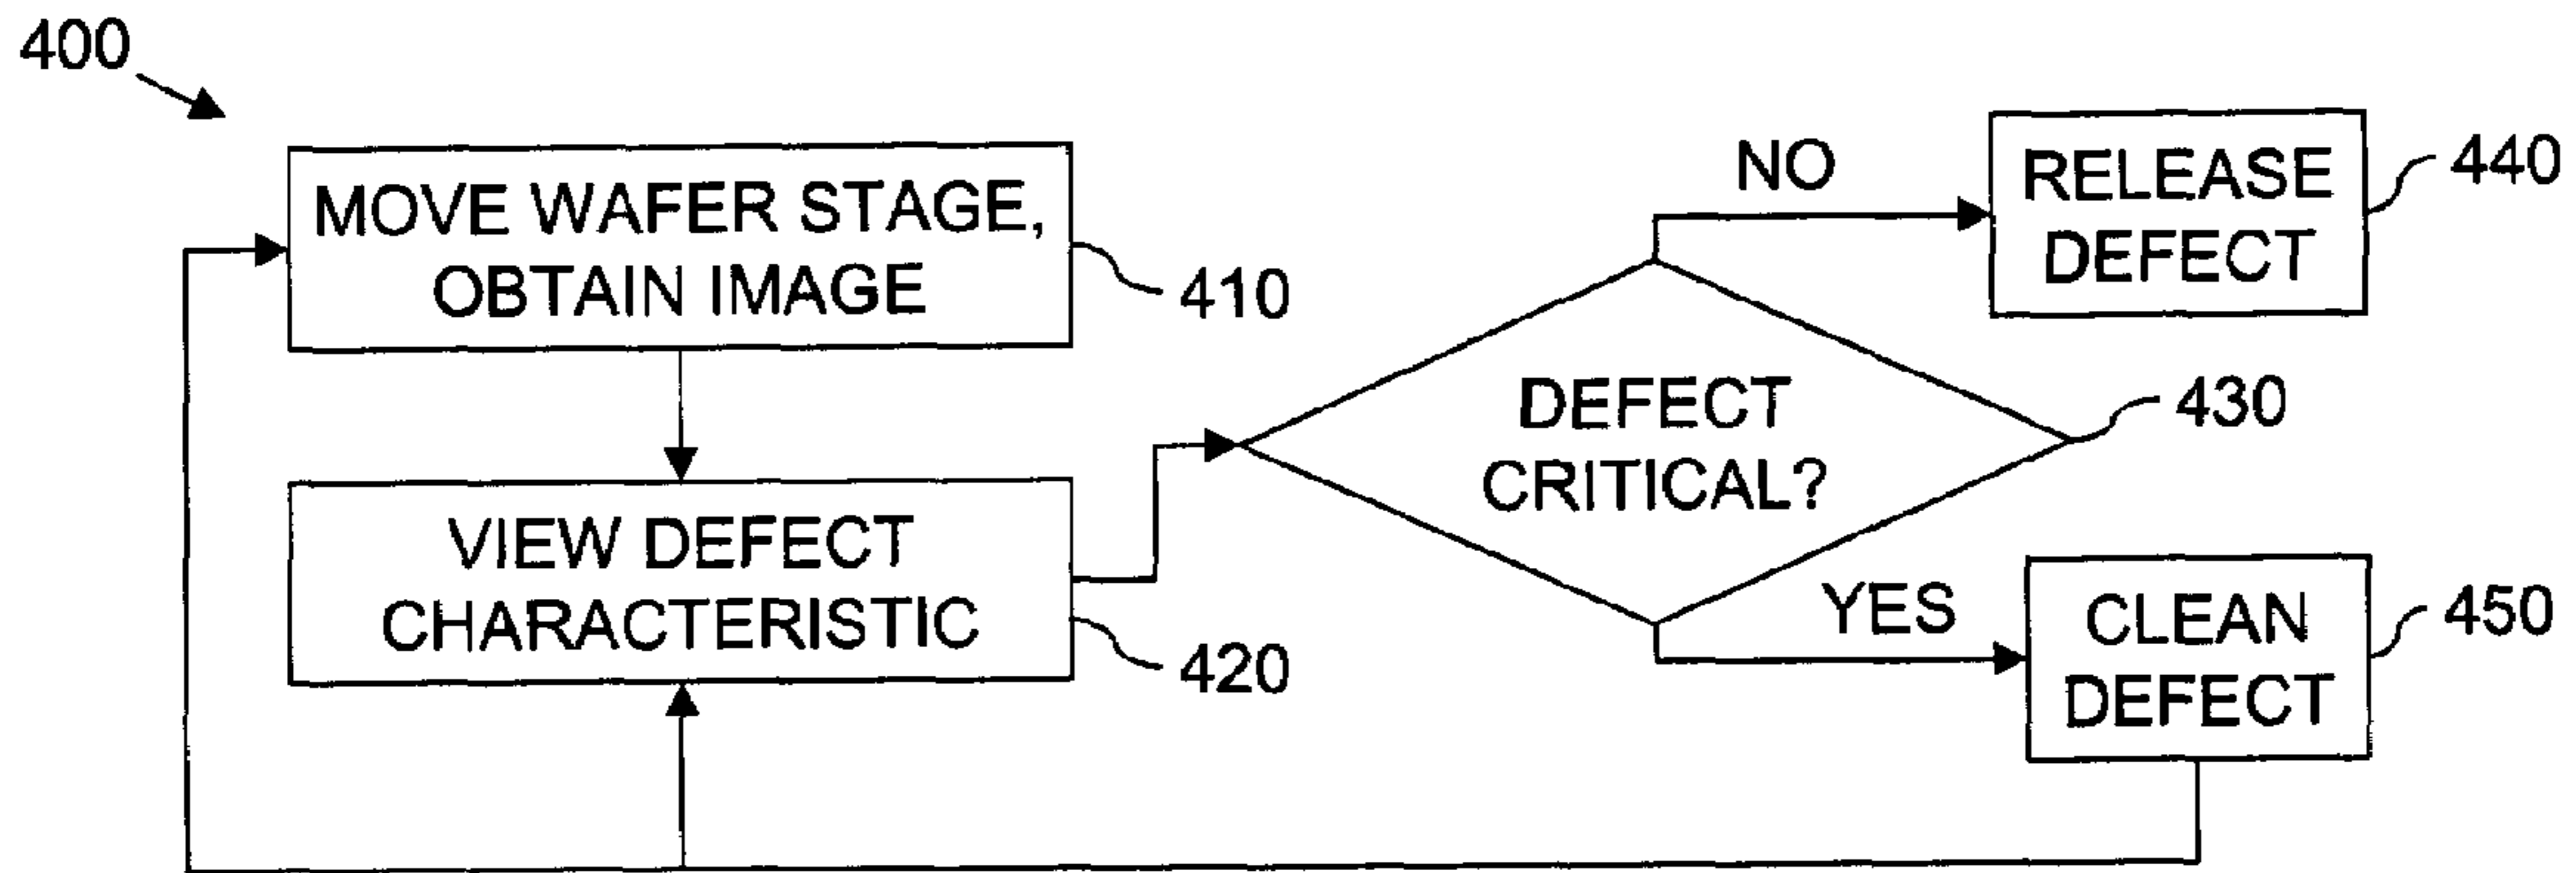 400
MOVE WAFER STAGE,
OBTAIN IMAGE
410
VIEW DEFECT
CHARACTERISTIC
420
DEFECT
CRITICAL?
430
NO
RELEASE
DEFECT
440
YES
CLEAN
DEFECT
450